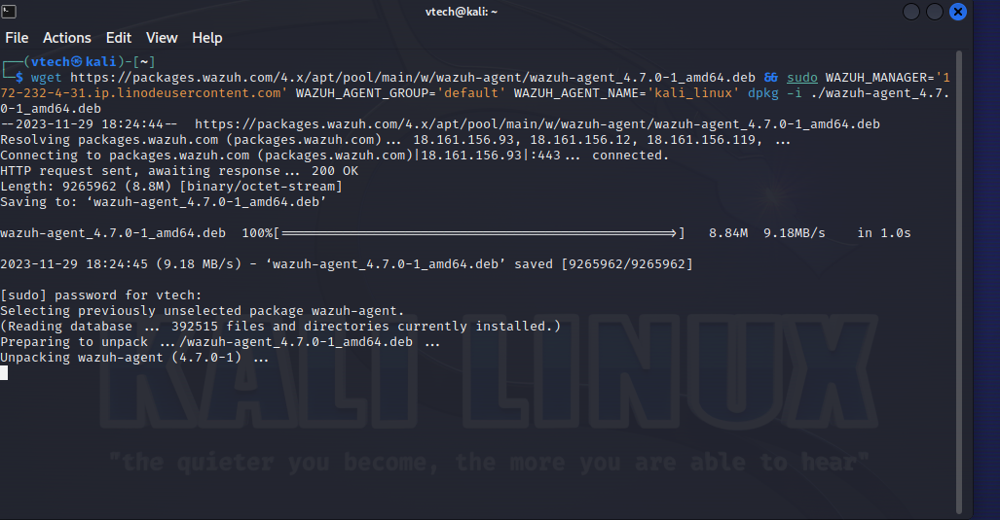 vtech@kali: ~
File Actions Edit View Help
┌──(vtech㉿kali)-[~]
└─$ wget https://packages.wazuh.com/4.x/apt/pool/main/w/wazuh-agent/wazuh-agent_4.7.0-1_amd64.deb && sudo WAZUH_MANAGER='1
72-232-4-31.ip.linodeusercontent.com' WAZUH_AGENT_GROUP='default' WAZUH_AGENT_NAME='kali_linux' dpkg -i ./wazuh-agent_4.7.
0-1_amd64.deb
--2023-11-29 18:24:44--  https://packages.wazuh.com/4.x/apt/pool/main/w/wazuh-agent/wazuh-agent_4.7.0-1_amd64.deb
Resolving packages.wazuh.com (packages.wazuh.com)... 18.161.156.93, 18.161.156.12, 18.161.156.119, ...
Connecting to packages.wazuh.com (packages.wazuh.com)|18.161.156.93|:443... connected.
HTTP request sent, awaiting response... 200 OK
Length: 9265962 (8.8M) [binary/octet-stream]
Saving to: ‘wazuh-agent_4.7.0-1_amd64.deb’
wazuh-agent_4.7.0-1_amd64.deb  100%[===================================================>]   8.84M  9.18MB/s    in 1.0s
2023-11-29 18:24:45 (9.18 MB/s) - ‘wazuh-agent_4.7.0-1_amd64.deb’ saved [9265962/9265962]
[sudo] password for vtech:
Selecting previously unselected package wazuh-agent.
(Reading database ... 392515 files and directories currently installed.)
Preparing to unpack .../wazuh-agent_4.7.0-1_amd64.deb ...
Unpacking wazuh-agent (4.7.0-1) ...
KALI LINUX
"the quieter you become, the more you are able to hear"